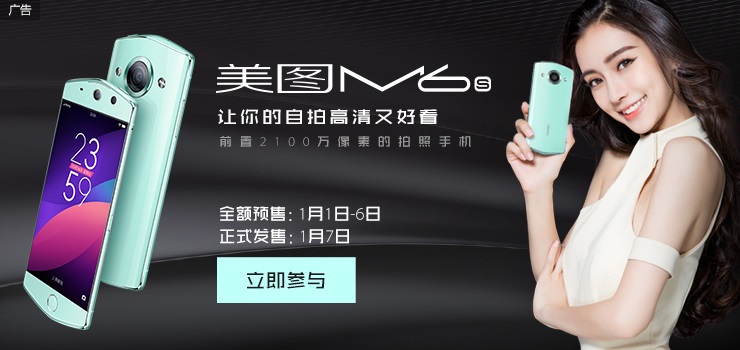 广告
美图M6s
让你的自拍高清又好看
前置2100万像素的拍照手机
全额预售：1月1日-6日
正式发售：1月7日
立即参与
23
59